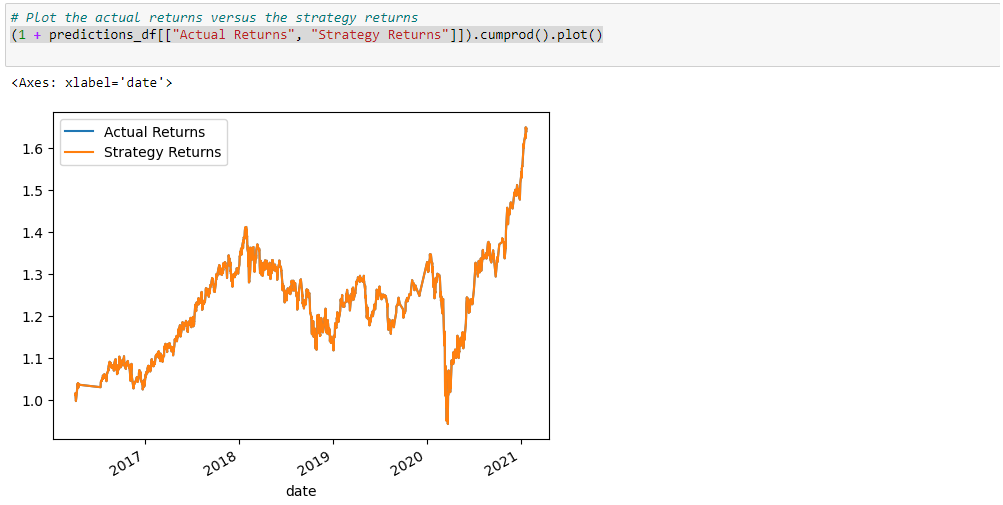 # Plot the actual returns versus the strategy returns
(1 + predictions_df[["Actual Returns", "Strategy Returns"]]).cumprod().plot()
<Axes: xlabel='date'>
Actual Returns
Strategy Returns
1.6
1.5
1.4
1.3
1.2
1.1
1.0
2017
2018
2019
2020
2021
date